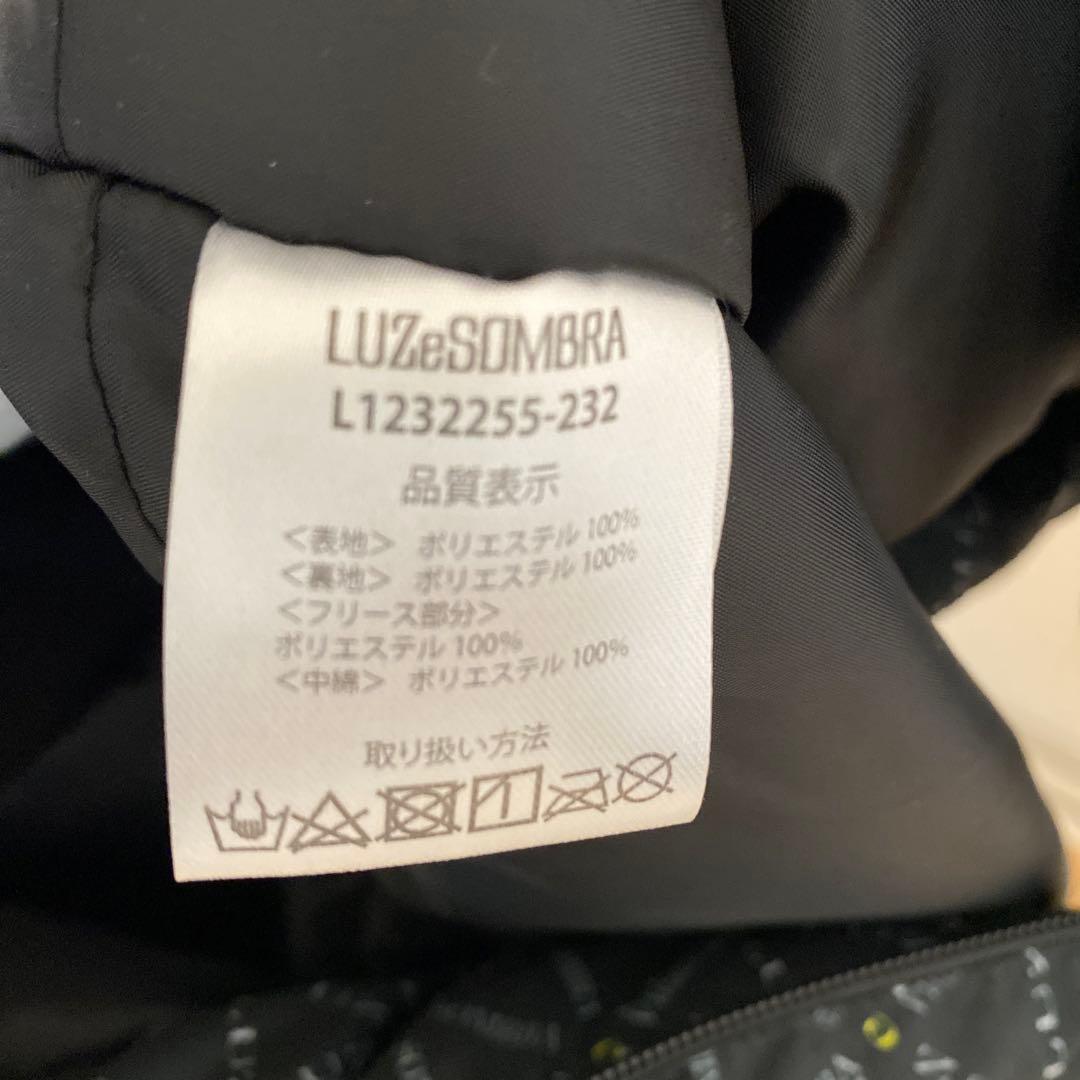 LUZeSOMBRA
L1232255-232
品質表示
<表地> ポリエステル 100%
<裏地> ポリエステル 100%
<フリース部分>
ポリエステル 100%
<中綿> ポリエステル 100%
取り扱い方法